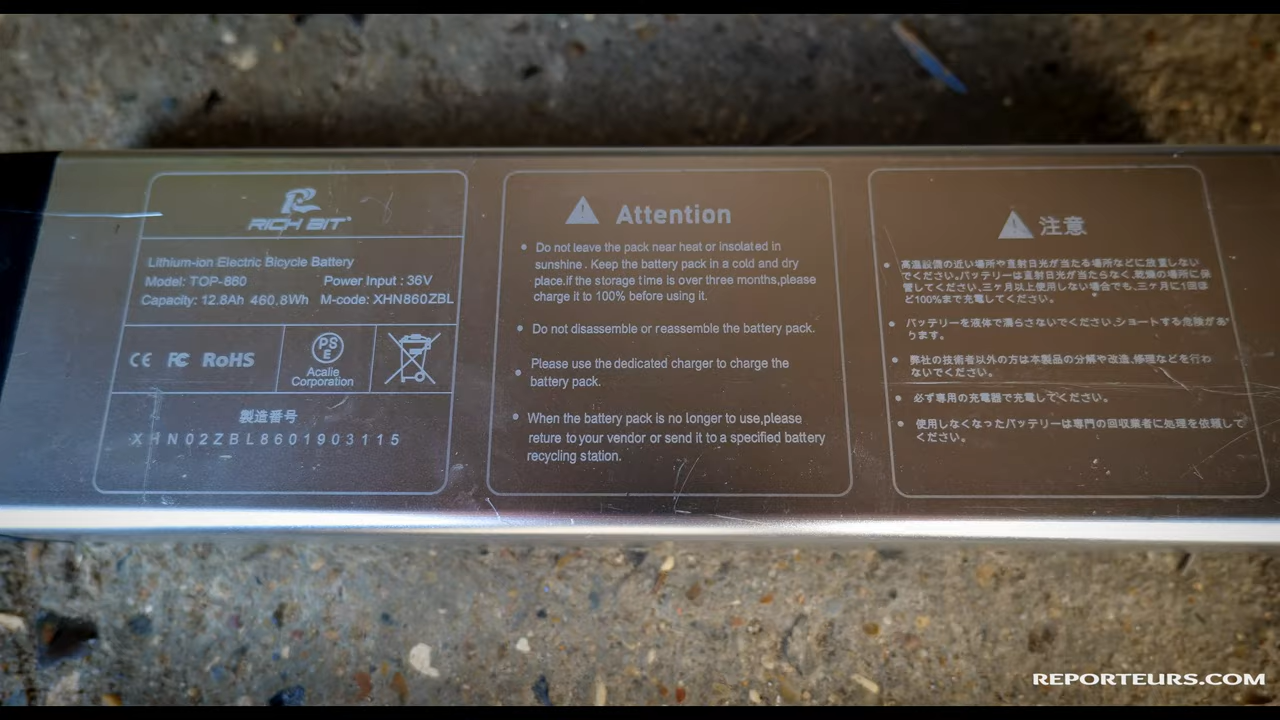 RICH BIT
Lithium-ion Electric Bicycle Battery
Model: TOP-860 Power Input : 36V
Capacity: 12.8Ah 460.8Wh M-code: XHN860ZBL
CE FC RoHS
PS
E
Acalie
Corporation
製造番号
XHN02ZBL8601903115
Attention
• Do not leave the pack near heat or insolated in
sunshine . Keep the battery pack in a cold and dry
place.if the storage time is over three months,please
charge it to 100% before using it.
• Do not disassemble or reassemble the battery pack.
• Please use the dedicated charger to charge the
battery pack.
• When the battery pack is no longer to use,please
reture to your vendor or send it to a specified battery
recycling station.
注意
• 高温設備の近い場所や直射日光が当たる場所などに放置しない
でください。バッテリーは直射日光が当たらなく、乾燥の場所に保
管してください、三ヶ月以上使用しない場合でも、三ヶ月に1回ほ
ど100%まで充電してください。
• バッテリーを液体で濡らさないでください、ショートする危険があ
ります。
• 弊社の技術者以外の方は本製品の分解や改造、修理などを行わ
ないでください。
• 必ず専用の充電器で充電してください。
• 使用しなくなったバッテリーは専門の回収業者に処理を依頼して
ください。
REPORTEURS.COM